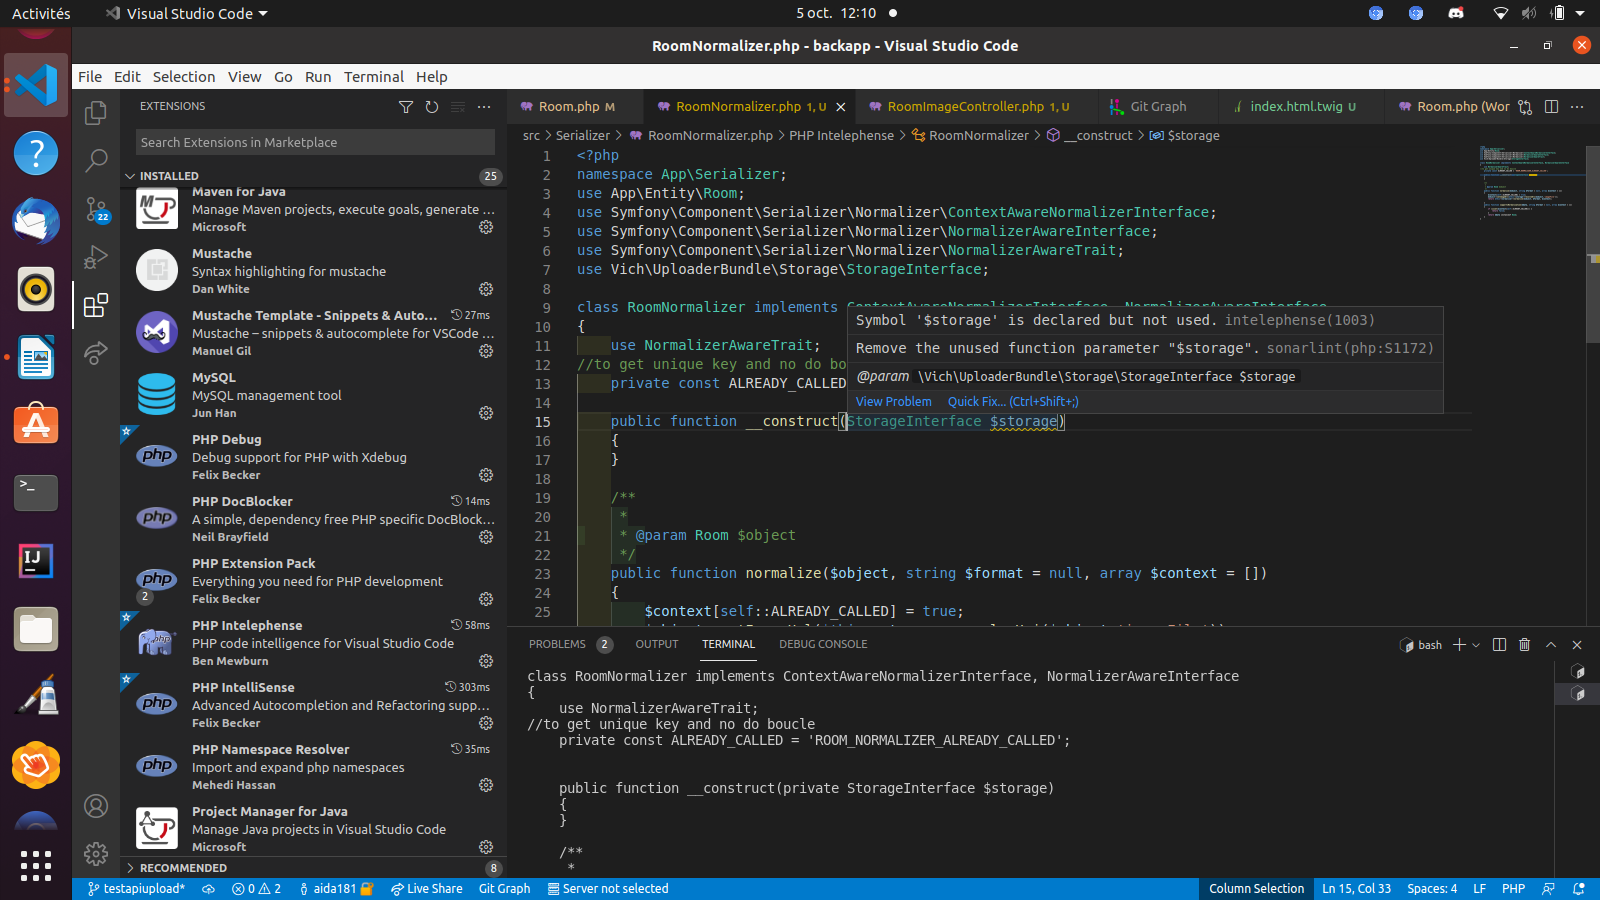 Activités
Visual Studio Code
5 oct.  12:10
RoomNormalizer.php - backapp - Visual Studio Code
File Edit Selection View Go Run Terminal Help
EXTENSIONS
Search Extensions in Marketplace
INSTALLED 25
Maven for Java
Manage Maven projects, execute goals, generate ...
Microsoft
22
Mustache
Syntax highlighting for mustache
Dan White
Mustache Template - Snippets & Auto... 27ms
Mustache – snippets & autocomplete for VSCode ...
Manuel Gil
MySQL
MySQL management tool
Jun Han
PHP Debug
Debug support for PHP with Xdebug
Felix Becker
PHP DocBlocker 14ms
A simple, dependency free PHP specific DocBlock...
Neil Brayfield
PHP Extension Pack
Everything you need for PHP development
Felix Becker
2
PHP Intelephense 58ms
PHP code intelligence for Visual Studio Code
Ben Mewburn
PHP IntelliSense 303ms
Advanced Autocompletion and Refactoring supp...
Felix Becker
PHP Namespace Resolver 35ms
Import and expand php namespaces
Mehedi Hassan
Project Manager for Java
Manage Java projects in Visual Studio Code
Microsoft
RECOMMENDED 8
Room.php M
RoomNormalizer.php 1, U
RoomImageController.php 1, U
Git Graph
index.html.twig U
Room.php (Wor
src > Serializer > RoomNormalizer.php > PHP Intelephense > RoomNormalizer > __construct > $storage
1 <?php
2 namespace App\Serializer;
3 use App\Entity\Room;
4 use Symfony\Component\Serializer\Normalizer\ContextAwareNormalizerInterface;
5 use Symfony\Component\Serializer\Normalizer\NormalizerAwareInterface;
6 use Symfony\Component\Serializer\Normalizer\NormalizerAwareTrait;
7 use Vich\UploaderBundle\Storage\StorageInterface;
8
9 class RoomNormalizer implements ContextAwareNormalizerInterface, NormalizerAwareInterface
10 {
11 use NormalizerAwareTrait;
12 //to get unique key and no do bo
13 private const ALREADY_CALLED
14
15 public function __construct(StorageInterface $storage)
16 {
17 }
18
19 /**
20 *
21 * @param Room $object
22 */
23 public function normalize($object, string $format = null, array $context = [])
24 {
25 $context[self::ALREADY_CALLED] = true;
Symbol '$storage' is declared but not used. intelephense(1003)
Remove the unused function parameter "$storage". sonarlint(php:S1172)
@param \Vich\UploaderBundle\Storage\StorageInterface $storage
View Problem Quick Fix... (Ctrl+Shift+;)
PROBLEMS 2 OUTPUT TERMINAL DEBUG CONSOLE
bash
class RoomNormalizer implements ContextAwareNormalizerInterface, NormalizerAwareInterface
{
use NormalizerAwareTrait;
//to get unique key and no do boucle
private const ALREADY_CALLED = 'ROOM_NORMALIZER_ALREADY_CALLED';
public function __construct(private StorageInterface $storage)
{
}
/**
*
testapiupload* 0 2 aida181 Live Share Git Graph Server not selected
Column Selection Ln 15, Col 33 Spaces: 4 LF PHP